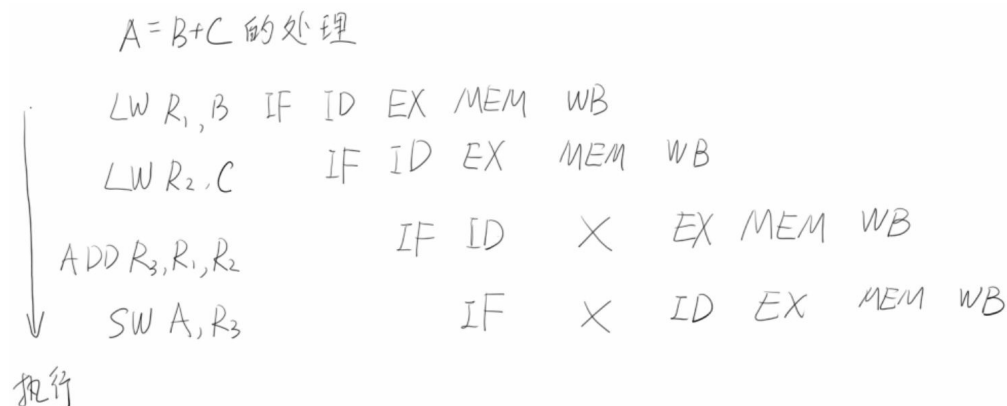 A=B+C 的处理
LW R₁,B IF ID EX MEM WB
LW R₂,C IF ID EX MEM WB
ADD R₃,R₁,R₂ IF ID X EX MEM WB
SW A,R₃ IF X ID EX MEM WB
执行